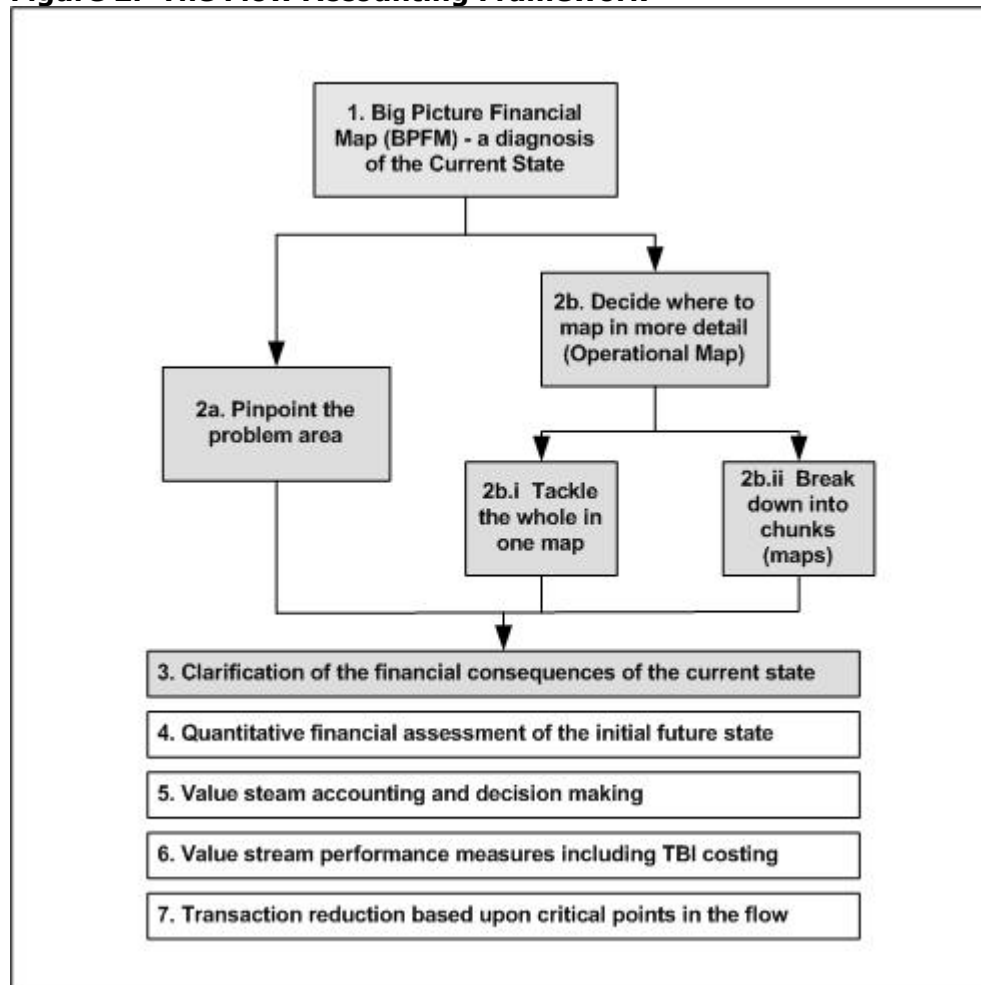 Figure 2: The Flow Accounting Framework
1. Big Picture Financial
Map (BPFM) - a diagnosis
of the Current State
2b. Decide where to
map in more detail
(Operational Map)
2a. Pinpoint the
problem area
2b.i Tackle
the whole in
one map
2b.ii Break
down into
chunks
(maps)
3. Clarification of the financial consequences of the current state
4. Quantitative financial assessment of the initial future state
5. Value steam accounting and decision making
6. Value stream performance measures including TBI costing
7. Transaction reduction based upon critical points in the flow